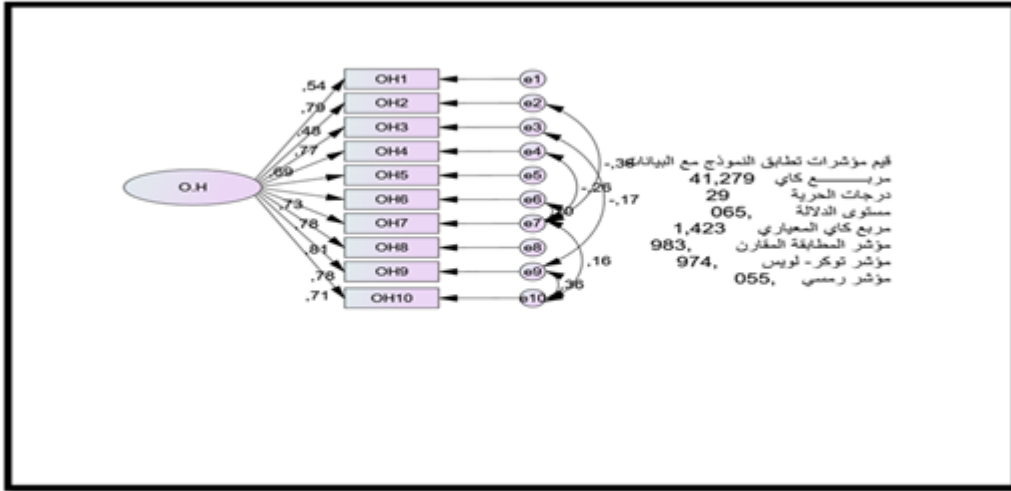 O.H
,54
,79
,48
,77
,69
,73
,78
,81
,78
,71
OH1
OH2
OH3
OH4
OH5
OH6
OH7
OH8
OH9
OH10
e1
e2
e3
e4
e5
e6
e7
e8
e9
e10
-,26
-,17
,16
,36
قيم مؤشرات تطابق النموذج مع البيانات
مربـــــــع كاي 41,279
درجات الحرية 29
مستوى الدلالة ,065
مربع كاي المعياري 1,423
مؤشر المطابقة المقارن ,983
مؤشر توكر- لويس ,974
مؤشر رمسي ,055